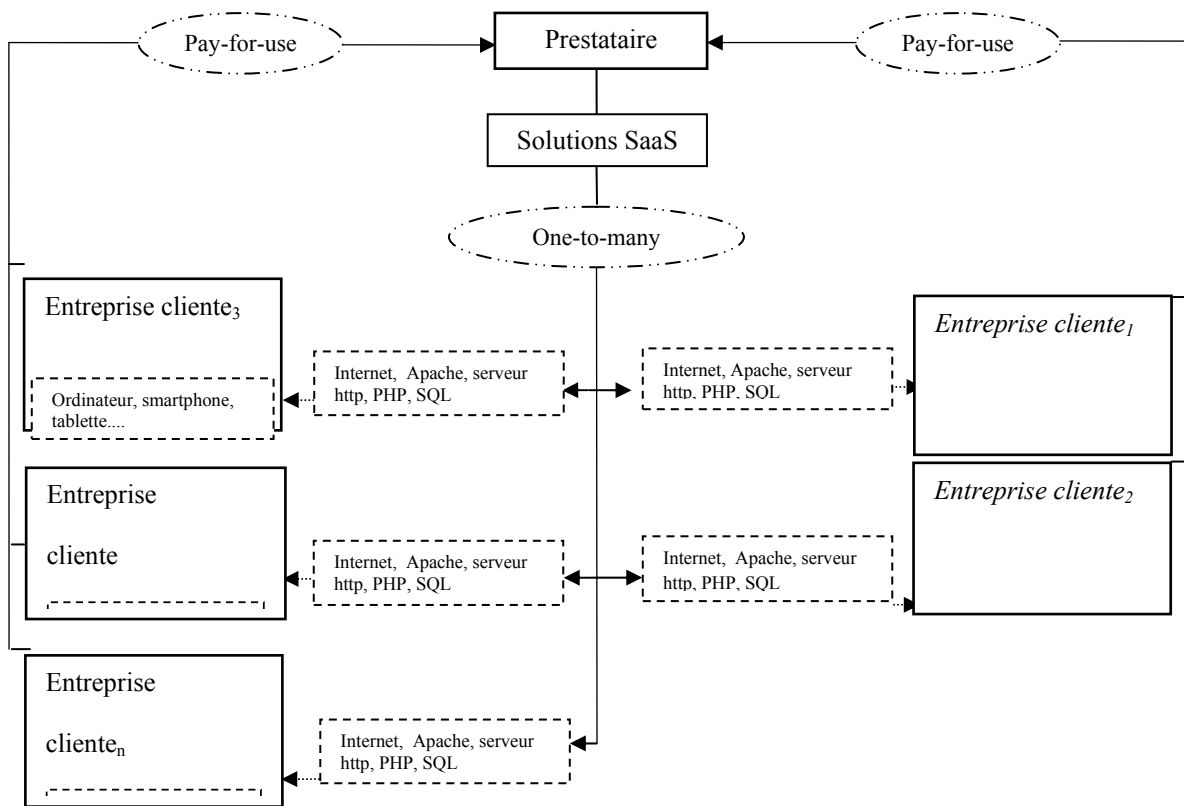 Pay-for-use
Prestataire
Pay-for-use
Solutions SaaS
One-to-many
Entreprise cliente3
Internet, Apache, serveur
http, PHP, SQL
Ordinateur, smartphone,
tablette....
Internet, Apache, serveur
http, PHP, SQL
Entreprise cliente1
Entreprise
cliente
Internet, Apache, serveur
http, PHP, SQL
Internet, Apache, serveur
http, PHP, SQL
Entreprise cliente2
Entreprise
clienten
Internet, Apache, serveur
http, PHP, SQL